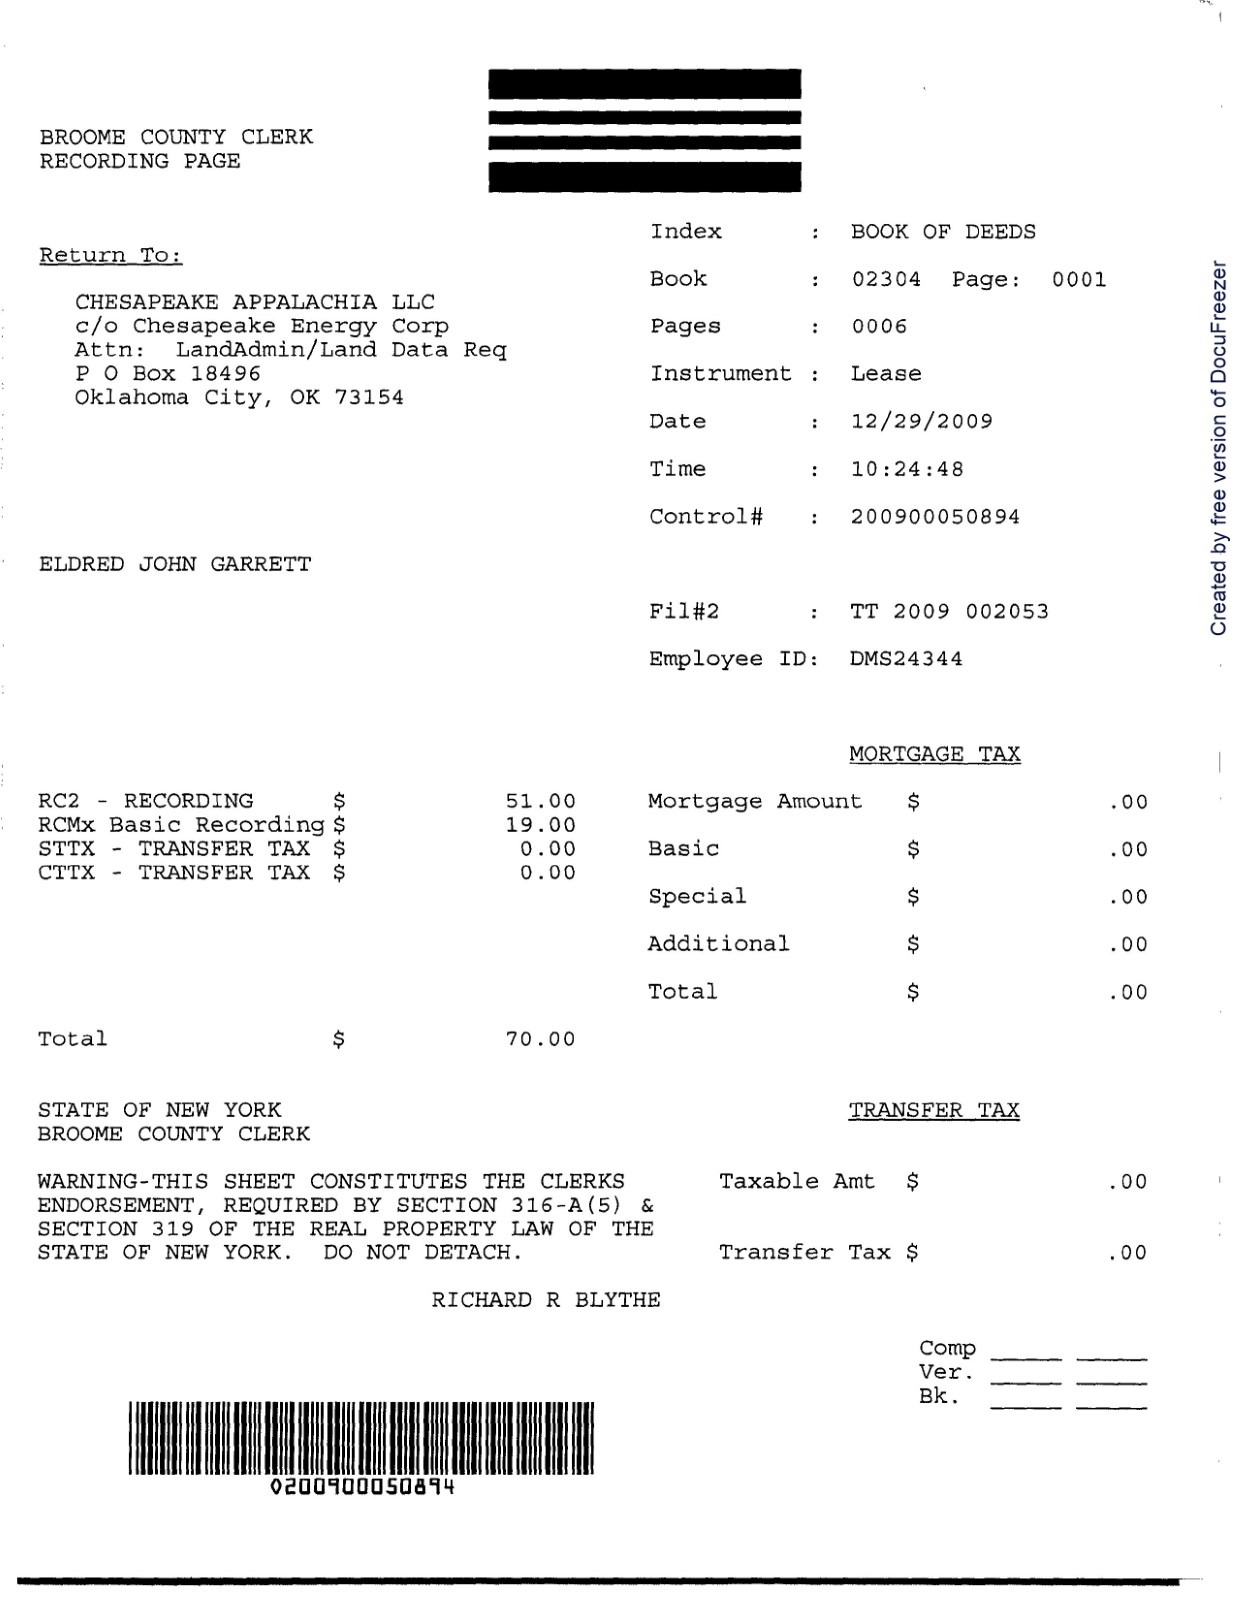 BROOME COUNTY CLERK
RECORDING PAGE
Return To:
CHESAPEAKE APPALACHIA LLC
c/o Chesapeake Energy Corp
Attn: LandAdmin/Land Data Req
P O Box 18496
Oklahoma City, OK 73154
Index : BOOK OF DEEDS
Book : 02304 Page: 0001
Pages : 0006
Instrument : Lease
Date : 12/29/2009
Time : 10:24:48
Control# : 200900050894
ELDRED JOHN GARRETT
Fil#2 : TT 2009 002053
Employee ID: DMS24344
RC2 - RECORDING $ 51.00
RCMx Basic Recording $ 19.00
STTX - TRANSFER TAX $ 0.00
CTTX - TRANSFER TAX $ 0.00
Total $ 70.00
MORTGAGE TAX
Mortgage Amount $ .00
Basic $ .00
Special $ .00
Additional $ .00
Total $ .00
STATE OF NEW YORK
BROOME COUNTY CLERK
WARNING-THIS SHEET CONSTITUTES THE CLERKS
ENDORSEMENT, REQUIRED BY SECTION 316-A(5) &
SECTION 319 OF THE REAL PROPERTY LAW OF THE
STATE OF NEW YORK. DO NOT DETACH.
RICHARD R BLYTHE
TRANSFER TAX
Taxable Amt $ .00
Transfer Tax $ .00
Comp
Ver.
Bk.
0200900050894
Created by free version of DocuFreezer